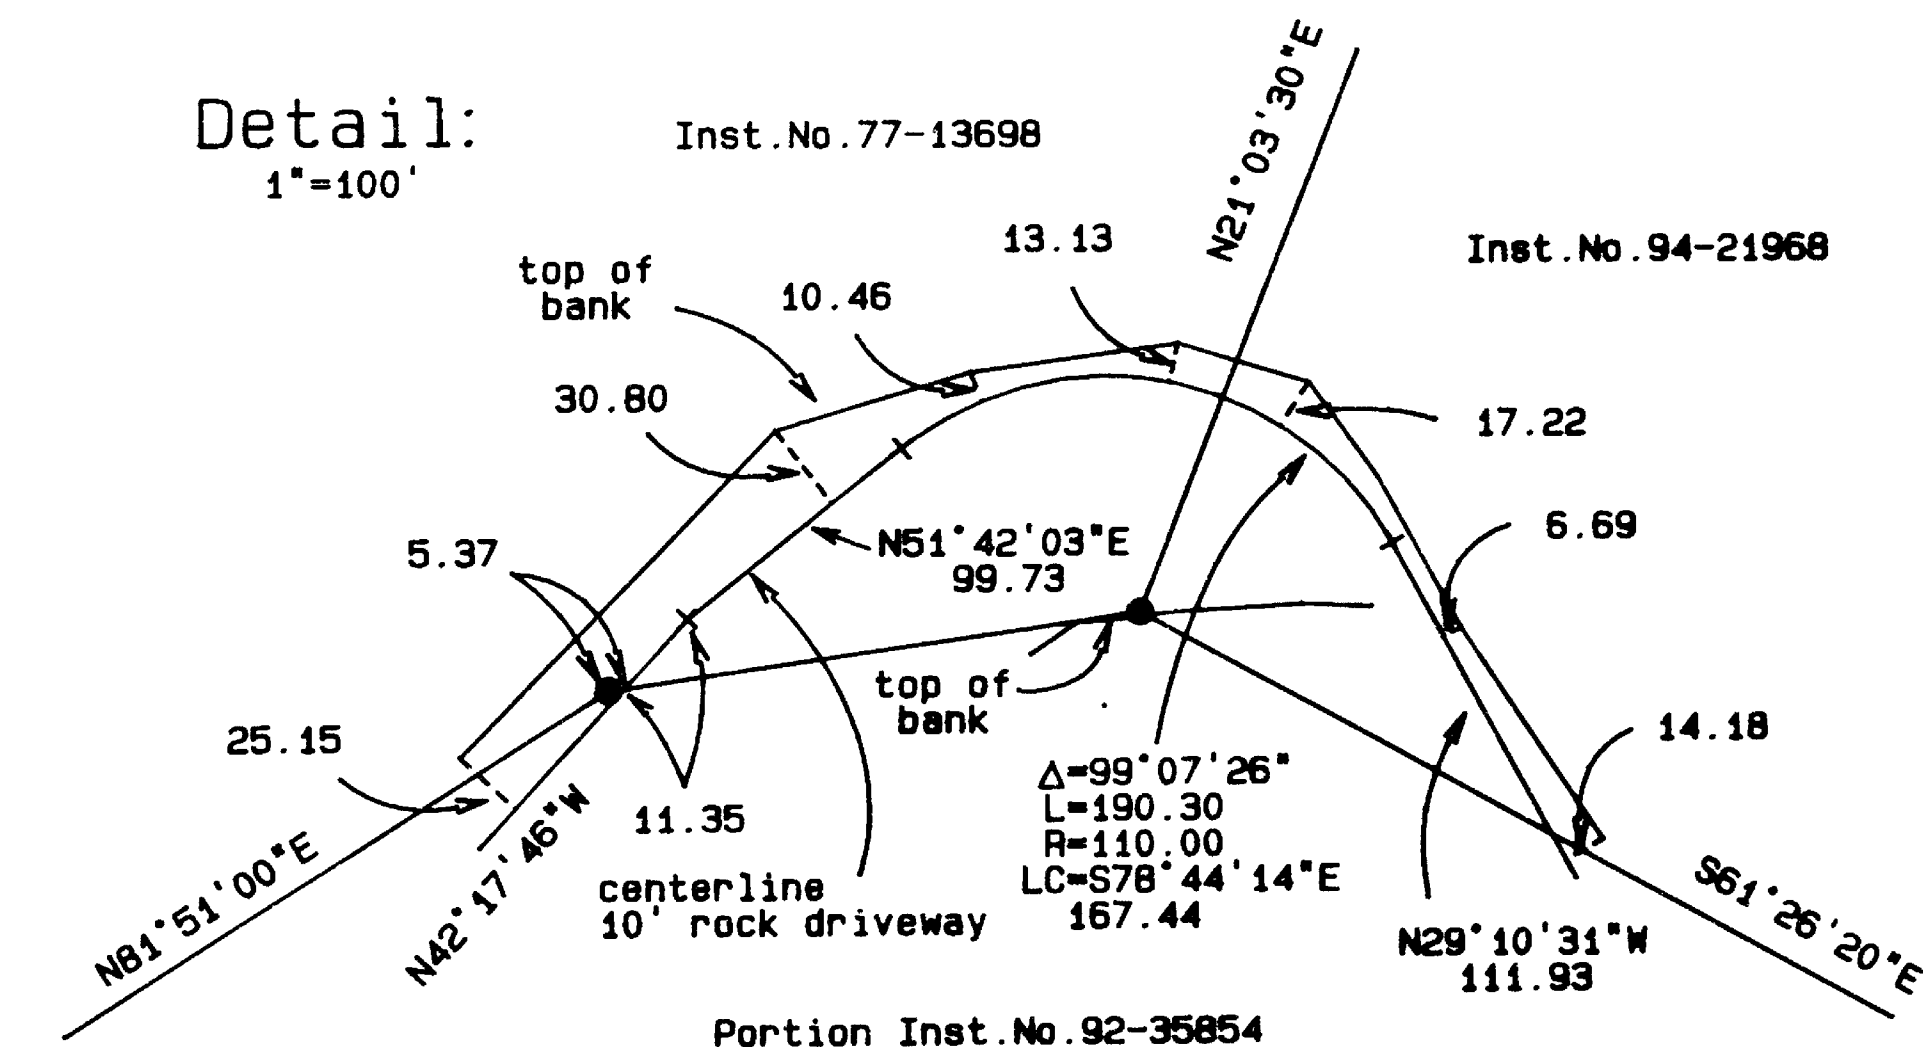 Detail:
1"=100'
Inst.No.77-13698
N21°03'30"E
Inst.No.94-21968
13.13
top of
bank
10.46
30.80
17.22
5.37
N51°42'03"E
99.73
6.69
top of
bank
25.15
14.18
11.35
Δ=99°07'26"
L=190.30
R=110.00
LC=S78°44'14"E
167.44
N81°51'00"E
N42°17'46"W
centerline
10' rock driveway
S61°26'20"E
N29°10'31"W
111.93
Portion Inst.No.92-35854